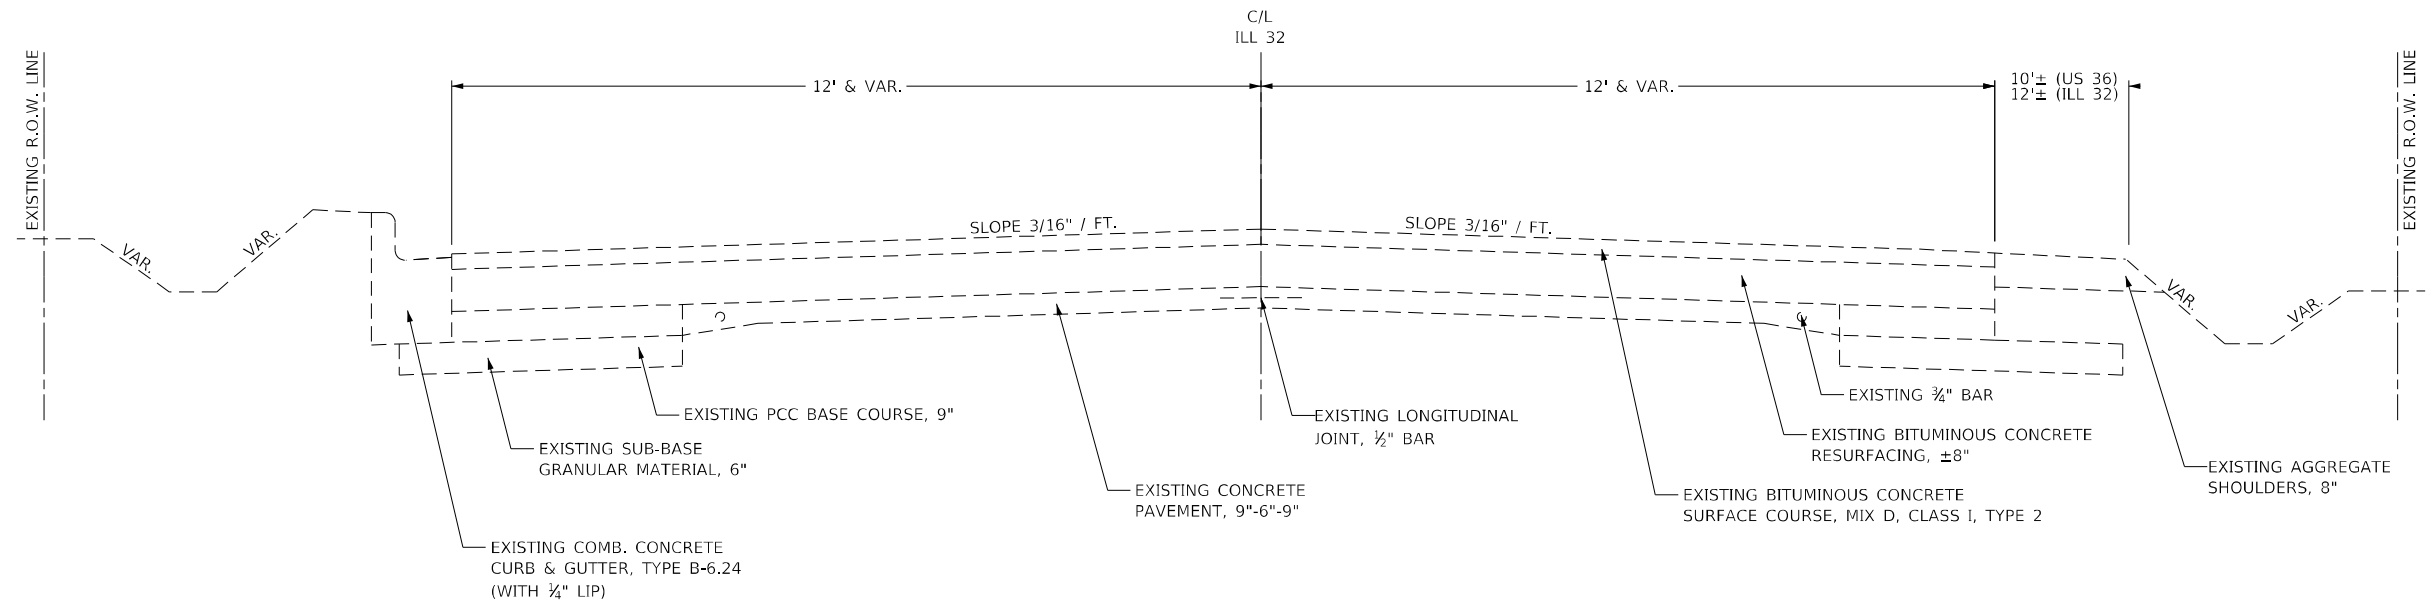 C/L
ILL 32
EXISTING R.O.W. LINE
12' & VAR.
12' & VAR.
10'± (US 36)
12'± (ILL 32)
EXISTING R.O.W. LINE
VAR.
VAR.
SLOPE 3/16" / FT.
SLOPE 3/16" / FT.
VAR.
VAR.
EXISTING ¾" BAR
EXISTING PCC BASE COURSE, 9"
EXISTING LONGITUDINAL
JOINT, ½" BAR
EXISTING BITUMINOUS CONCRETE
RESURFACING, ±8"
EXISTING SUB-BASE
GRANULAR MATERIAL, 6"
EXISTING AGGREGATE
SHOULDERS, 8"
EXISTING CONCRETE
PAVEMENT, 9"-6"-9"
EXISTING BITUMINOUS CONCRETE
SURFACE COURSE, MIX D, CLASS I, TYPE 2
EXISTING COMB. CONCRETE
CURB & GUTTER, TYPE B-6.24
(WITH ¼" LIP)